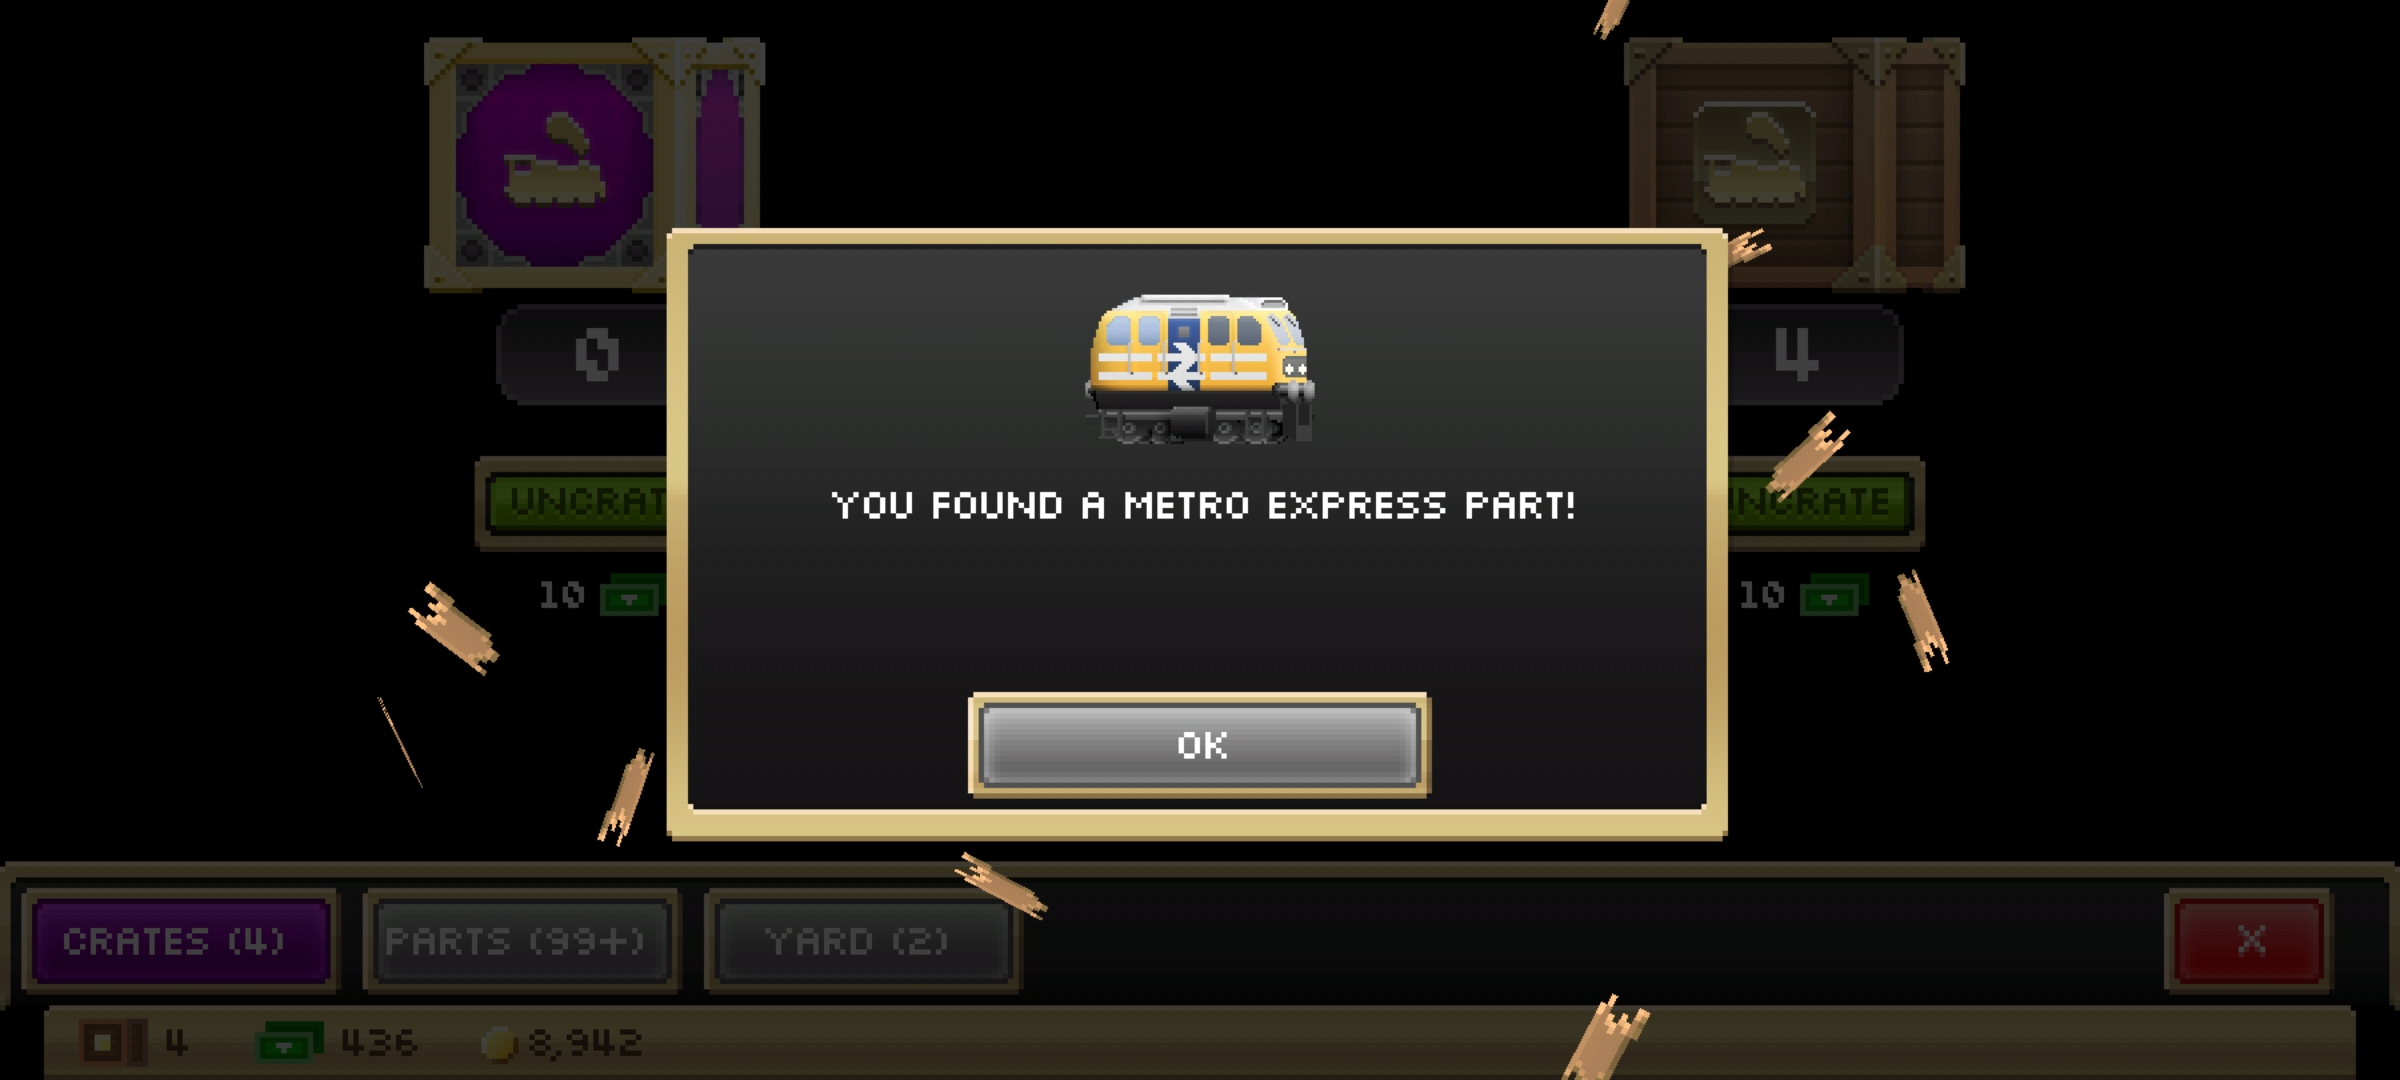 0
4
YOU FOUND A METRO EXPRESS PART!
UNCRAT
NCRATE
10
10
OK
CRATES (4)
PARTS (99+)
YARD (2)
X
4
436
8,942